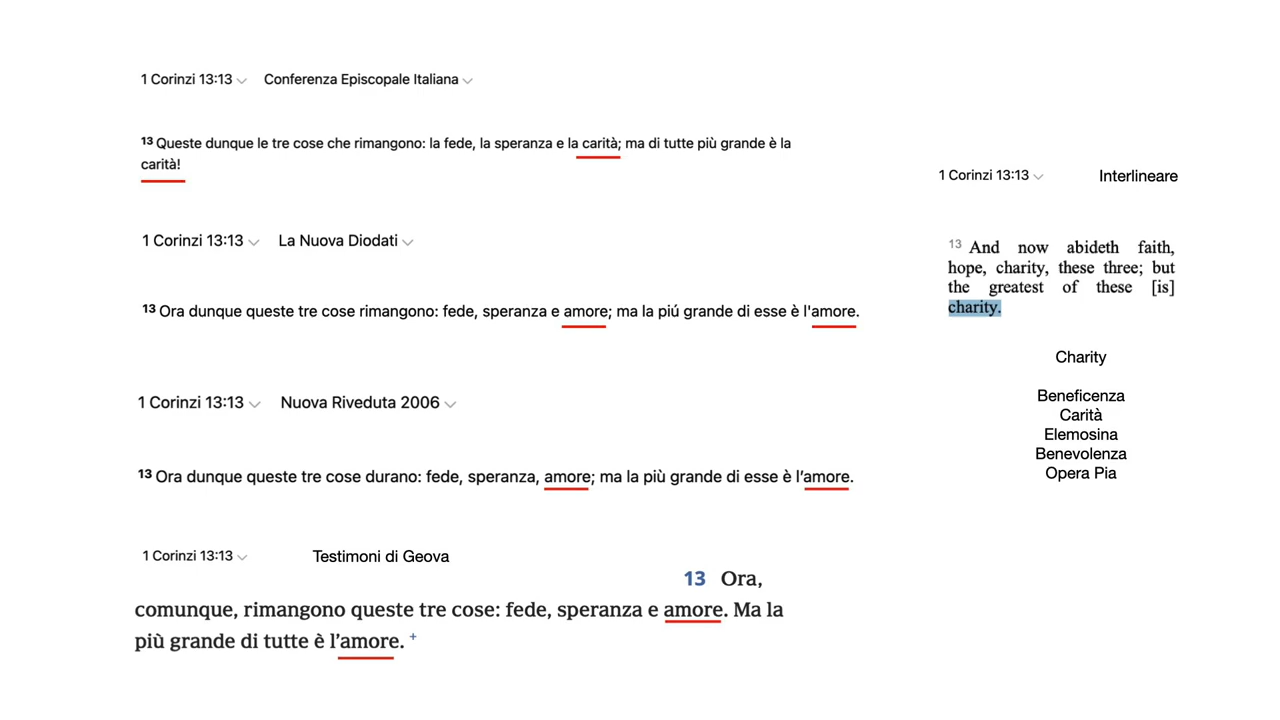 1 Corinzi 13:13 Conferenza Episcopale Italiana
13 Queste dunque le tre cose che rimangono: la fede, la speranza e la carità; ma di tutte più grande è la
carità!
1 Corinzi 13:13 La Nuova Diodati
13 Ora dunque queste tre cose rimangono: fede, speranza e amore; ma la piú grande di esse è l'amore.
1 Corinzi 13:13 Nuova Riveduta 2006
13 Ora dunque queste tre cose durano: fede, speranza, amore; ma la più grande di esse è l’amore.
1 Corinzi 13:13 Testimoni di Geova
13 Ora,
comunque, rimangono queste tre cose: fede, speranza e amore. Ma la
più grande di tutte è l’amore. +
1 Corinzi 13:13 Interlineare
13 And now abideth faith,
hope, charity, these three; but
the greatest of these [is]
charity.
Charity
Beneficenza
Carità
Elemosina
Benevolenza
Opera Pia